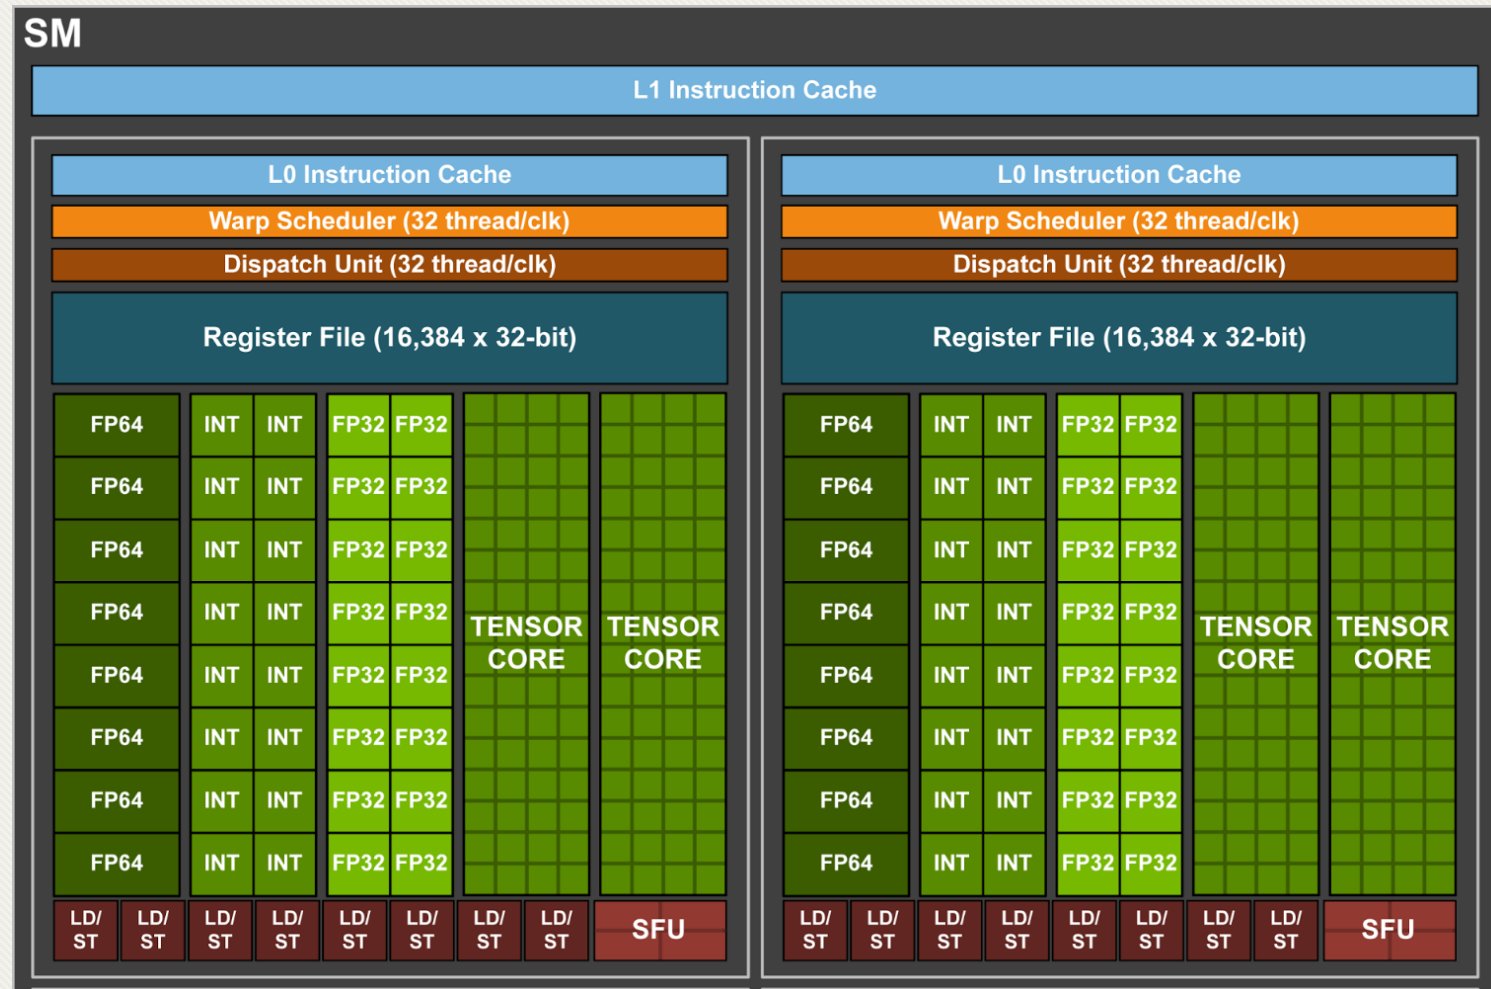 SM
L1 Instruction Cache
L0 Instruction Cache
Warp Scheduler (32 thread/clk)
Dispatch Unit (32 thread/clk)
Register File (16,384 x 32-bit)
FP64 INT INT FP32 FP32
FP64 INT INT FP32 FP32
FP64 INT INT FP32 FP32
FP64 INT INT FP32 FP32
FP64 INT INT FP32 FP32
FP64 INT INT FP32 FP32
FP64 INT INT FP32 FP32
FP64 INT INT FP32 FP32
TENSOR
CORE
TENSOR
CORE
LD/
ST
LD/
ST
LD/
ST
LD/
ST
LD/
ST
LD/
ST
LD/
ST
LD/
ST
SFU
L0 Instruction Cache
Warp Scheduler (32 thread/clk)
Dispatch Unit (32 thread/clk)
Register File (16,384 x 32-bit)
FP64 INT INT FP32 FP32
FP64 INT INT FP32 FP32
FP64 INT INT FP32 FP32
FP64 INT INT FP32 FP32
FP64 INT INT FP32 FP32
FP64 INT INT FP32 FP32
FP64 INT INT FP32 FP32
FP64 INT INT FP32 FP32
TENSOR
CORE
TENSOR
CORE
LD/
ST
LD/
ST
LD/
ST
LD/
ST
LD/
ST
LD/
ST
LD/
ST
LD/
ST
SFU